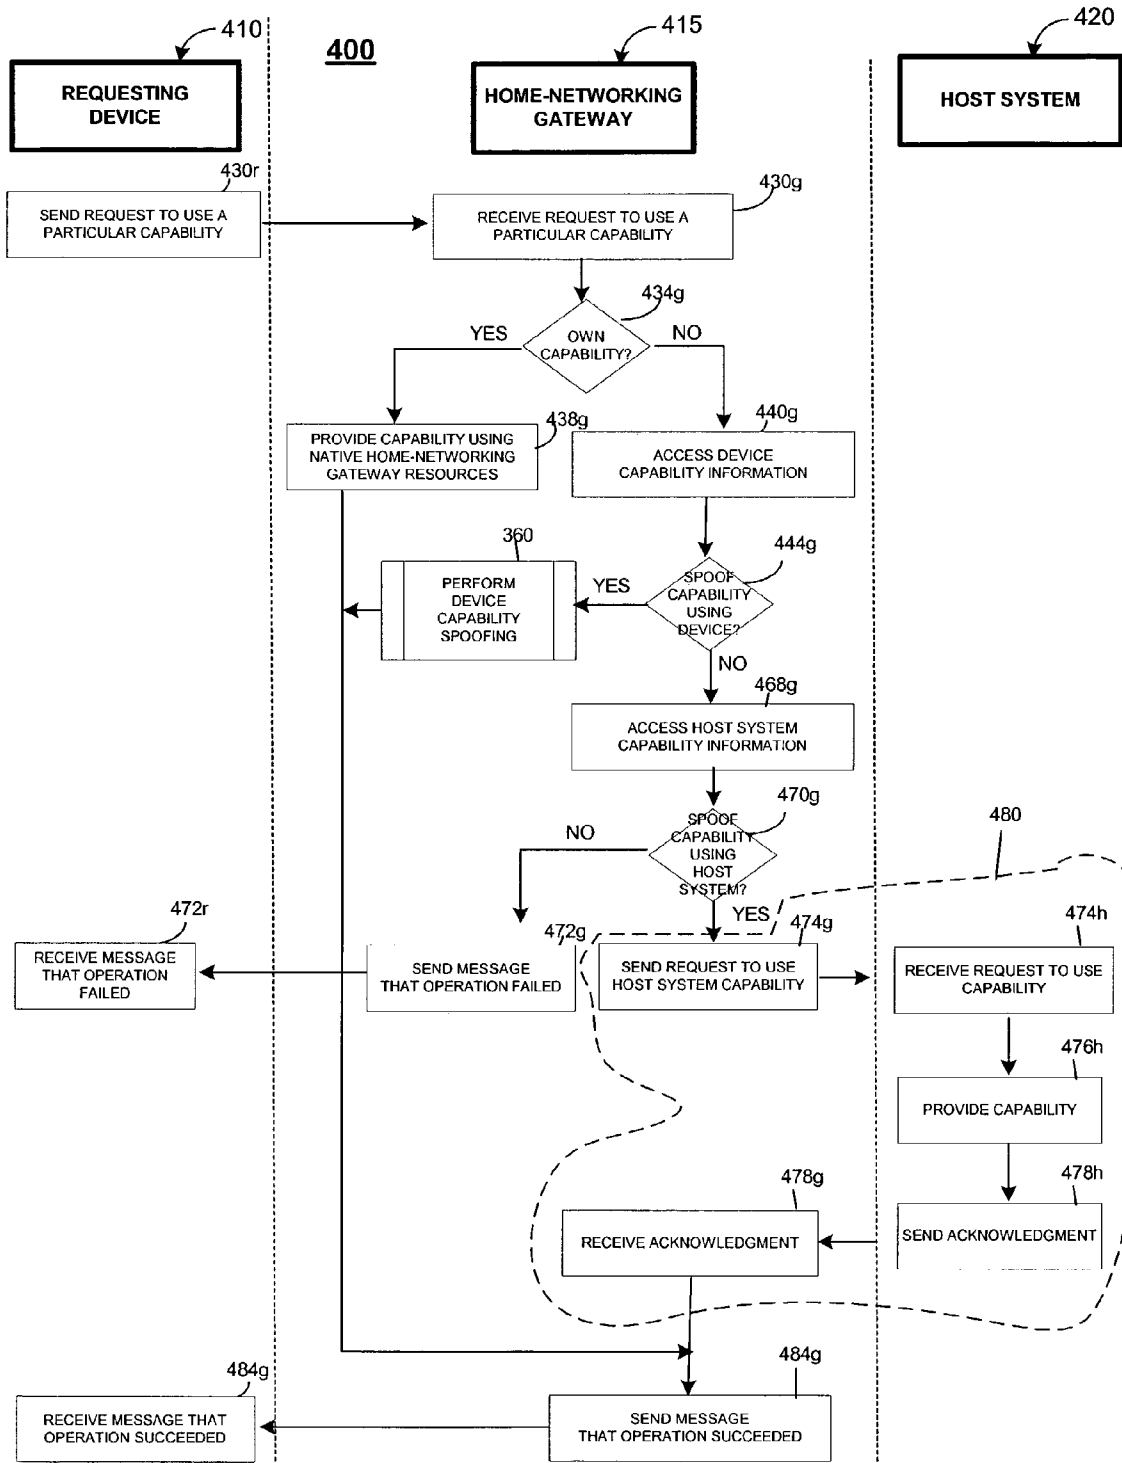 410
400
415
420
REQUESTING
DEVICE
HOME-NETWORKING
GATEWAY
HOST SYSTEM
430r
SEND REQUEST TO USE A
PARTICULAR CAPABILITY
430g
RECEIVE REQUEST TO USE A
PARTICULAR CAPABILITY
434g
YES
OWN
CAPABILITY?
NO
438g
PROVIDE CAPABILITY USING
NATIVE HOME-NETWORKING
GATEWAY RESOURCES
440g
ACCESS DEVICE
CAPABILITY INFORMATION
360
PERFORM
DEVICE
CAPABILITY
SPOOFING
YES
444g
SPOOF
CAPABILITY
USING
DEVICE?
NO
468g
ACCESS HOST SYSTEM
CAPABILITY INFORMATION
470g
NO
SPOOF
CAPABILITY
USING
HOST
SYSTEM?
YES
480
472r
RECEIVE MESSAGE
THAT OPERATION
FAILED
472g
SEND MESSAGE
THAT OPERATION FAILED
474g
SEND REQUEST TO USE
HOST SYSTEM CAPABILITY
474h
RECEIVE REQUEST TO USE
CAPABILITY
476h
PROVIDE CAPABILITY
478g
RECEIVE ACKNOWLEDGMENT
478h
SEND ACKNOWLEDGMENT
484g
RECEIVE MESSAGE THAT
OPERATION SUCCEEDED
484g
SEND MESSAGE
THAT OPERATION SUCCEEDED